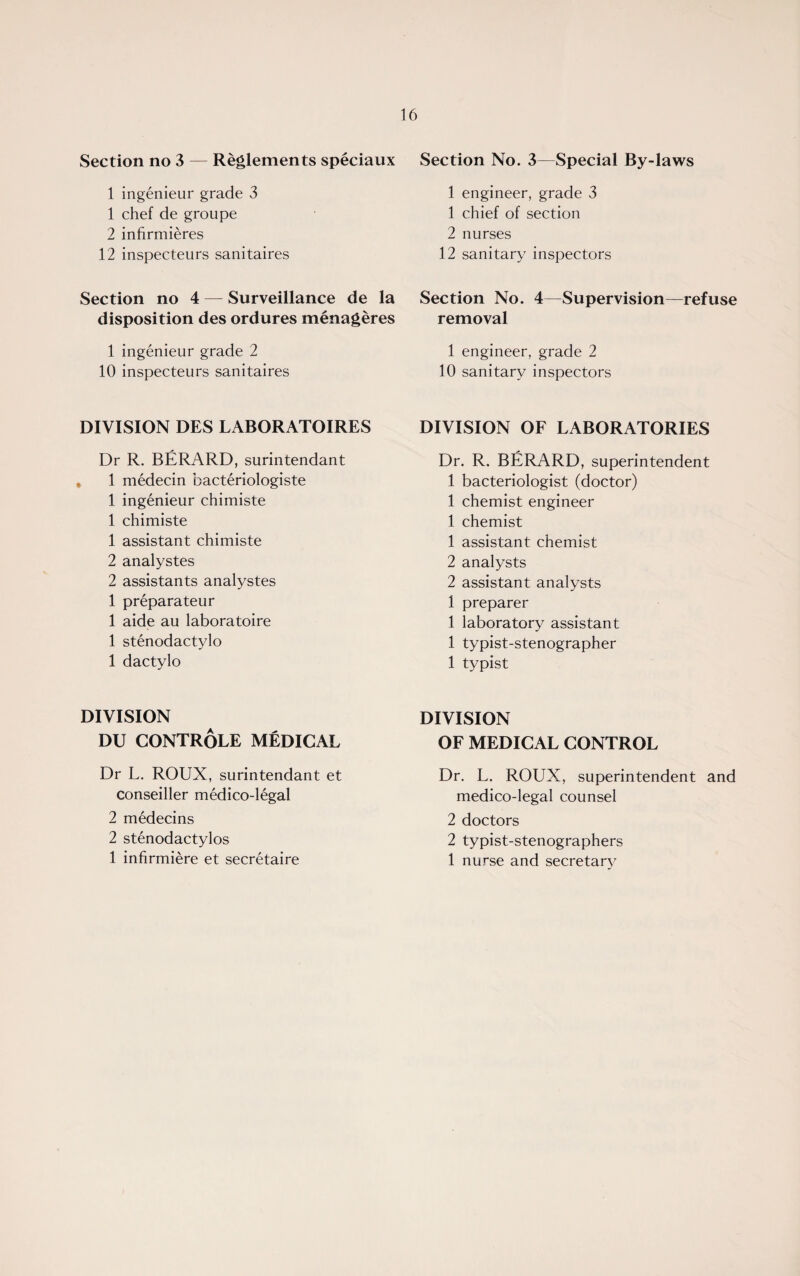 16
Section no 3 — Règlements spéciaux
1 ingénieur grade 3
1 chef de groupe
2 infirmières
12 inspecteurs sanitaires
Section no 4 — Surveillance de la
disposition des ordures ménagères
1 ingénieur grade 2
10 inspecteurs sanitaires
DIVISION DES LABORATOIRES
Dr R. BÉRARD, surintendant
1 médecin bactériologiste
1 ingénieur chimiste
1 chimiste
1 assistant chimiste
2 analystes
2 assistants analystes
1 préparateur
1 aide au laboratoire
1 sténodactylo
1 dactylo
DIVISION
DU CONTRÔLE MÉDICAL
Dr L. ROUX, surintendant et
conseiller médico-légal
2 médecins
2 sténodactylos
1 infirmière et secrétaire
Section No. 3—Special By-laws
1 engineer, grade 3
1 chief of section
2 nurses
12 sanitary inspectors
Section No. 4—Supervision—refuse
removal
1 engineer, grade 2
10 sanitary inspectors
DIVISION OF LABORATORIES
Dr. R. BÉRARD, superintendent
1 bacteriologist (doctor)
1 chemist engineer
1 chemist
1 assistant chemist
2 analysts
2 assistant analysts
1 preparer
1 laboratory assistant
1 typist-stenographer
1 typist
DIVISION
OF MEDICAL CONTROL
Dr. L. ROUX, superintendent and
medico-legal counsel
2 doctors
2 typist-stenographers
1 nurse and secretary